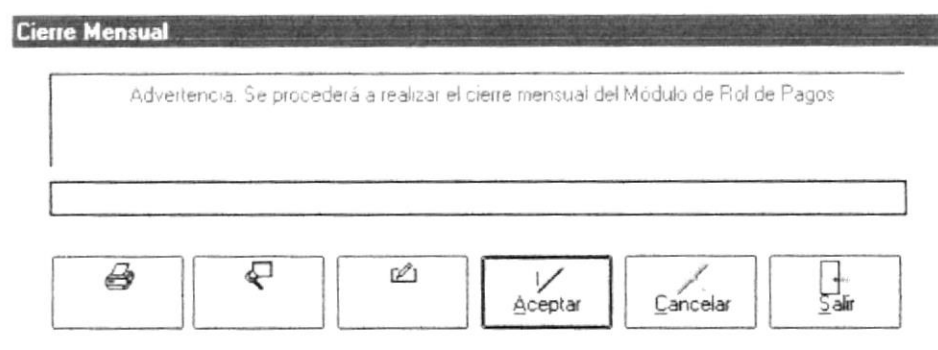 Cierre Mensual
Advertencia. Se procederá a realizar el cierre mensual del Módulo de Rol de Pagos
Aceptar
Cancelar
Salir